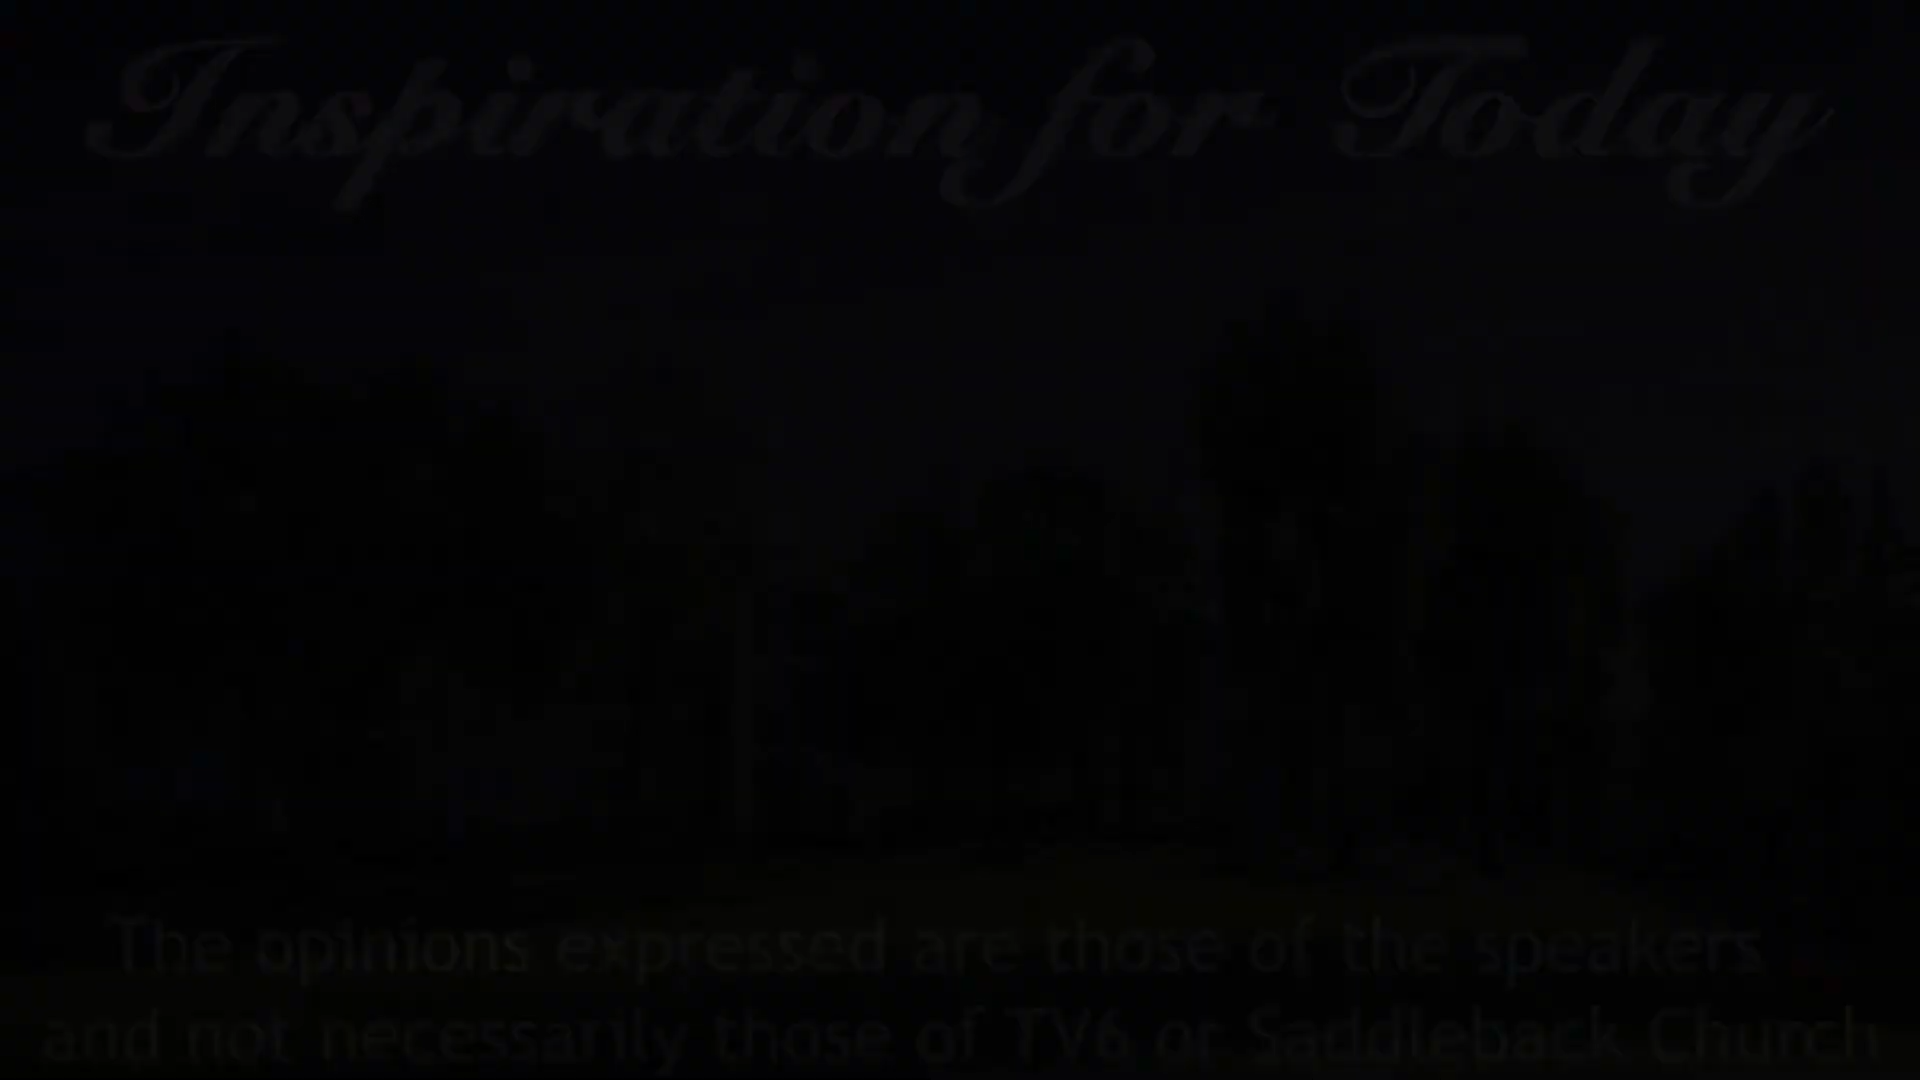 Inspiration for Today
The opinions expressed are those of the speakers
and not necessarily those of TV6 or Saddleback Church